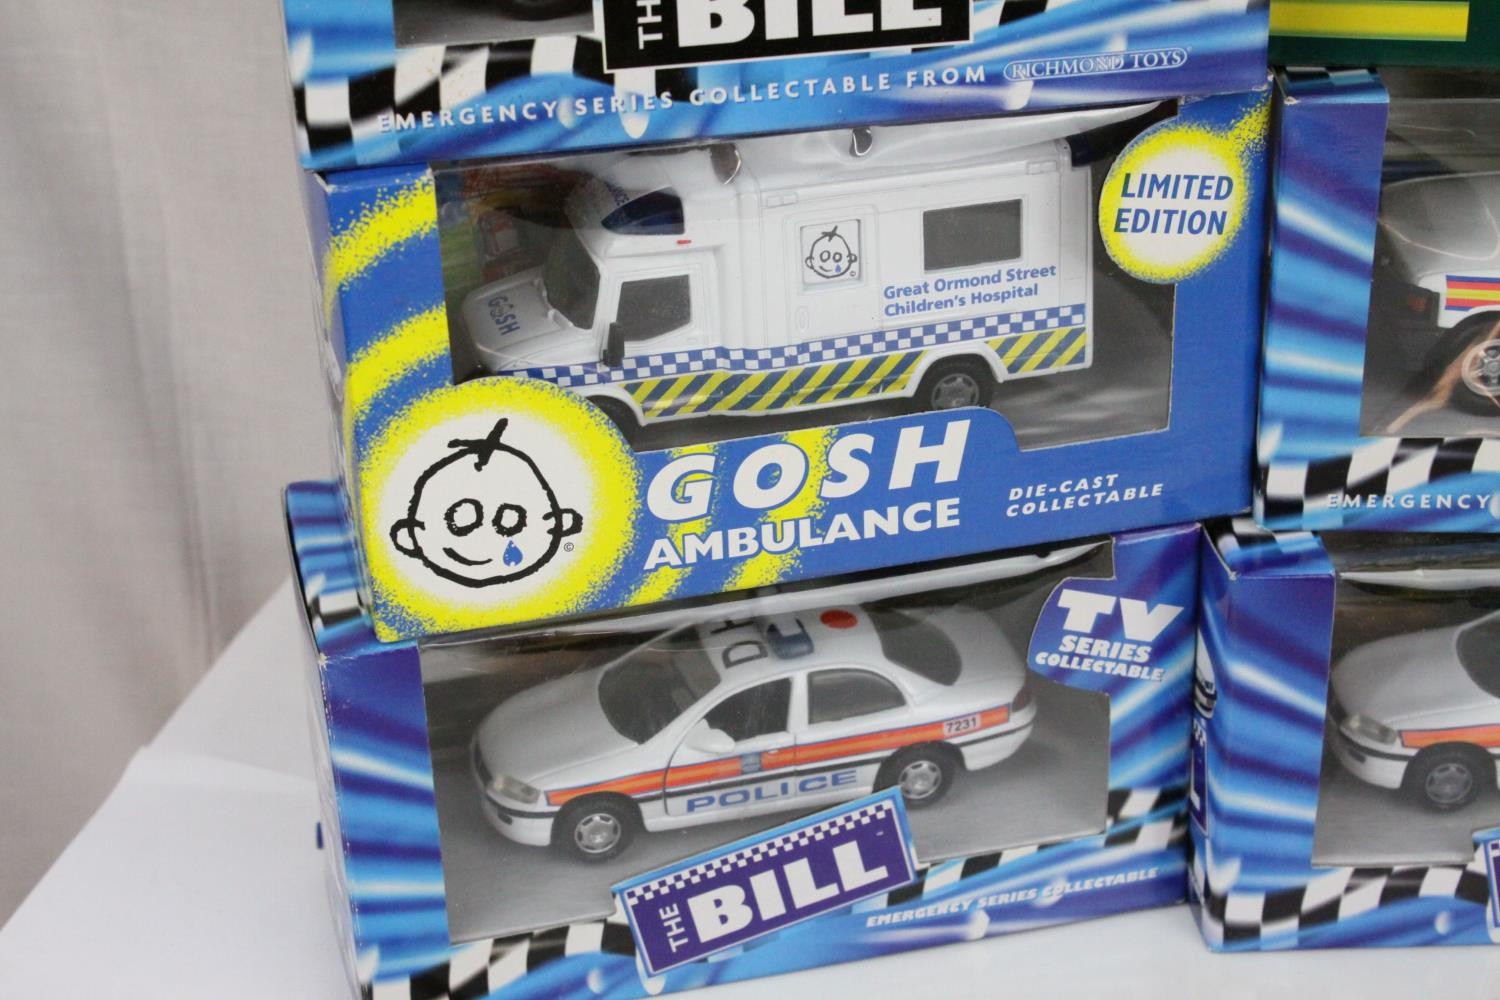 THE BILL
EMERGENCY SERIES COLLECTABLE FROM RICHMOND TOYS
LIMITED
EDITION
GOSH
Great Ormond Street
Children's Hospital
GOSH
AMBULANCE
DIE-CAST
COLLECTABLE
©
EMERGENCY
TV
SERIES
COLLECTABLE
7231
POLICE
THE BILL
EMERGENCY SERIES COLLECTABLE